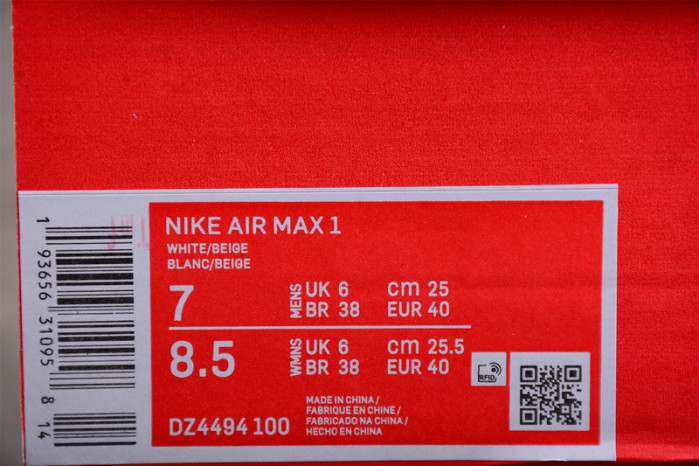 NIKE AIR MAX 1
WHITE/BEIGE
BLANC/BEIGE
7 MENS UK 6 cm 25
BR 38 EUR 40
8.5 WMNS UK 6 cm 25.5
BR 38 EUR 40
RFID
DZ4494 100
MADE IN CHINA /
FABRIQUE EN CHINE /
FABRICADO NA CHINA /
HECHO EN CHINA
1 93656 31095 8 14